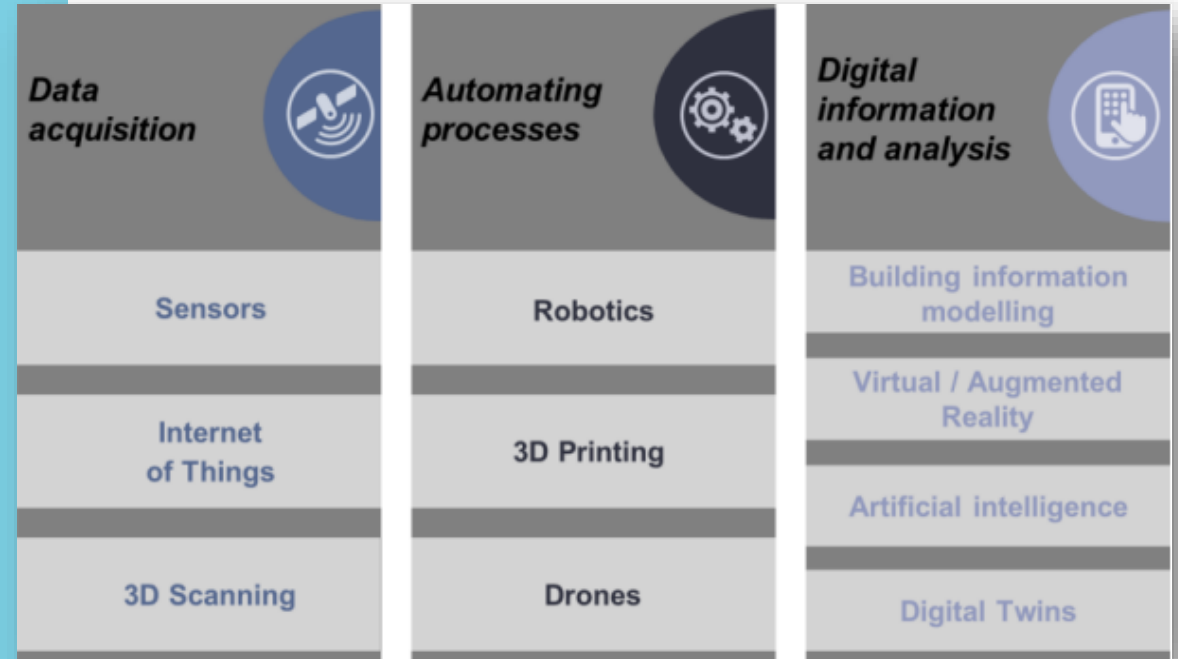 Data
acquisition
Sensors
Internet
of Things
3D Scanning
Automating
processes
Robotics
3D Printing
Drones
Digital
information
and analysis
Building information
modelling
Virtual / Augmented
Reality
Artificial intelligence
Digital Twins